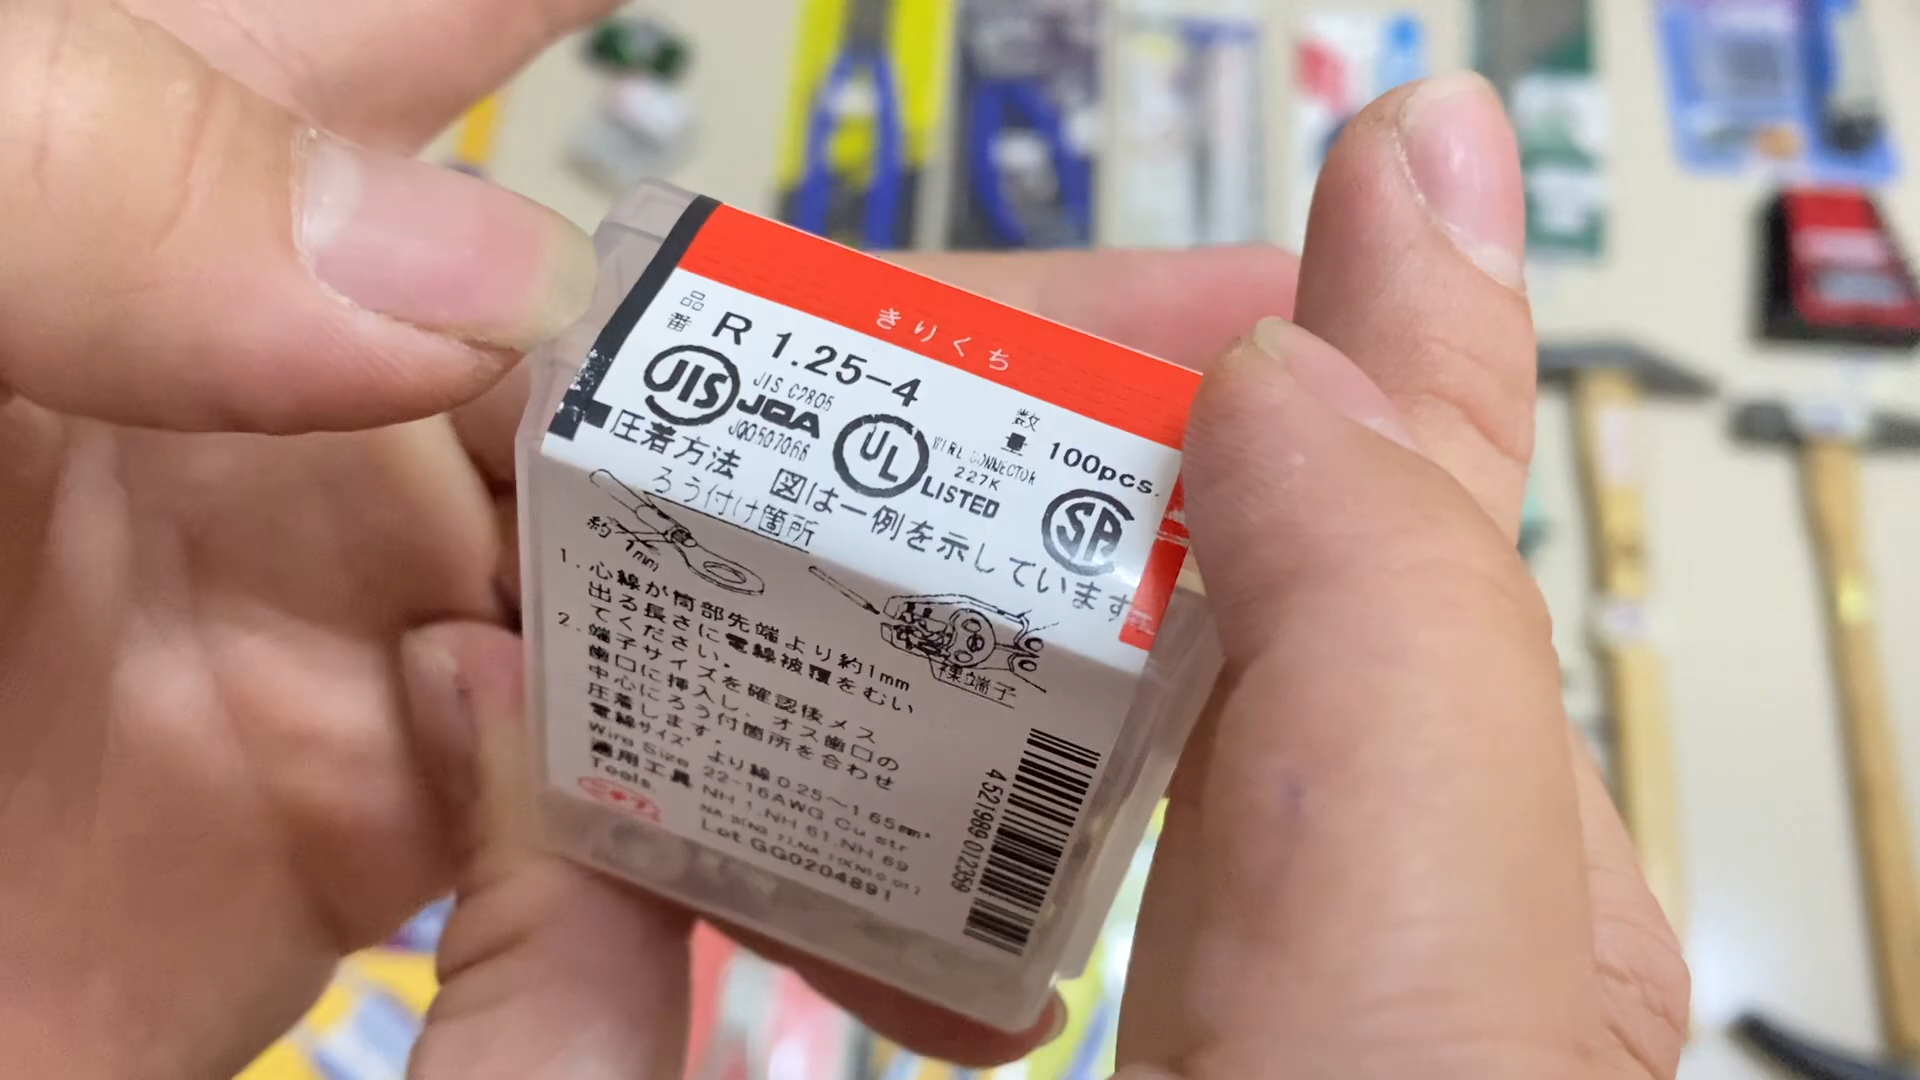 きりくち
品番 R 1.25-4
JIS
JIS C2805
JQA
JQ0507066
UL
WIRE CONNECTOR
227K
LISTED
数量 100pcs.
圧着方法 図は一例を示しています
ろう付け箇所
約1mm
裸端子
1. 心線が筒部先端より約1mm
出る長さに電線被覆をむい
てください。
2. 端子サイズを確認後メス
歯口に挿入し、オス歯口の
中心にろう付箇所を合わせ
圧着します。
電線サイズ より線 0.25〜1.65mm²
Wire Size 22-16AWG Cu str
適用工具 NH 1,NH 61,NH 69
Tools.
ニチフ
Lot GG0204891
4 521989 012359